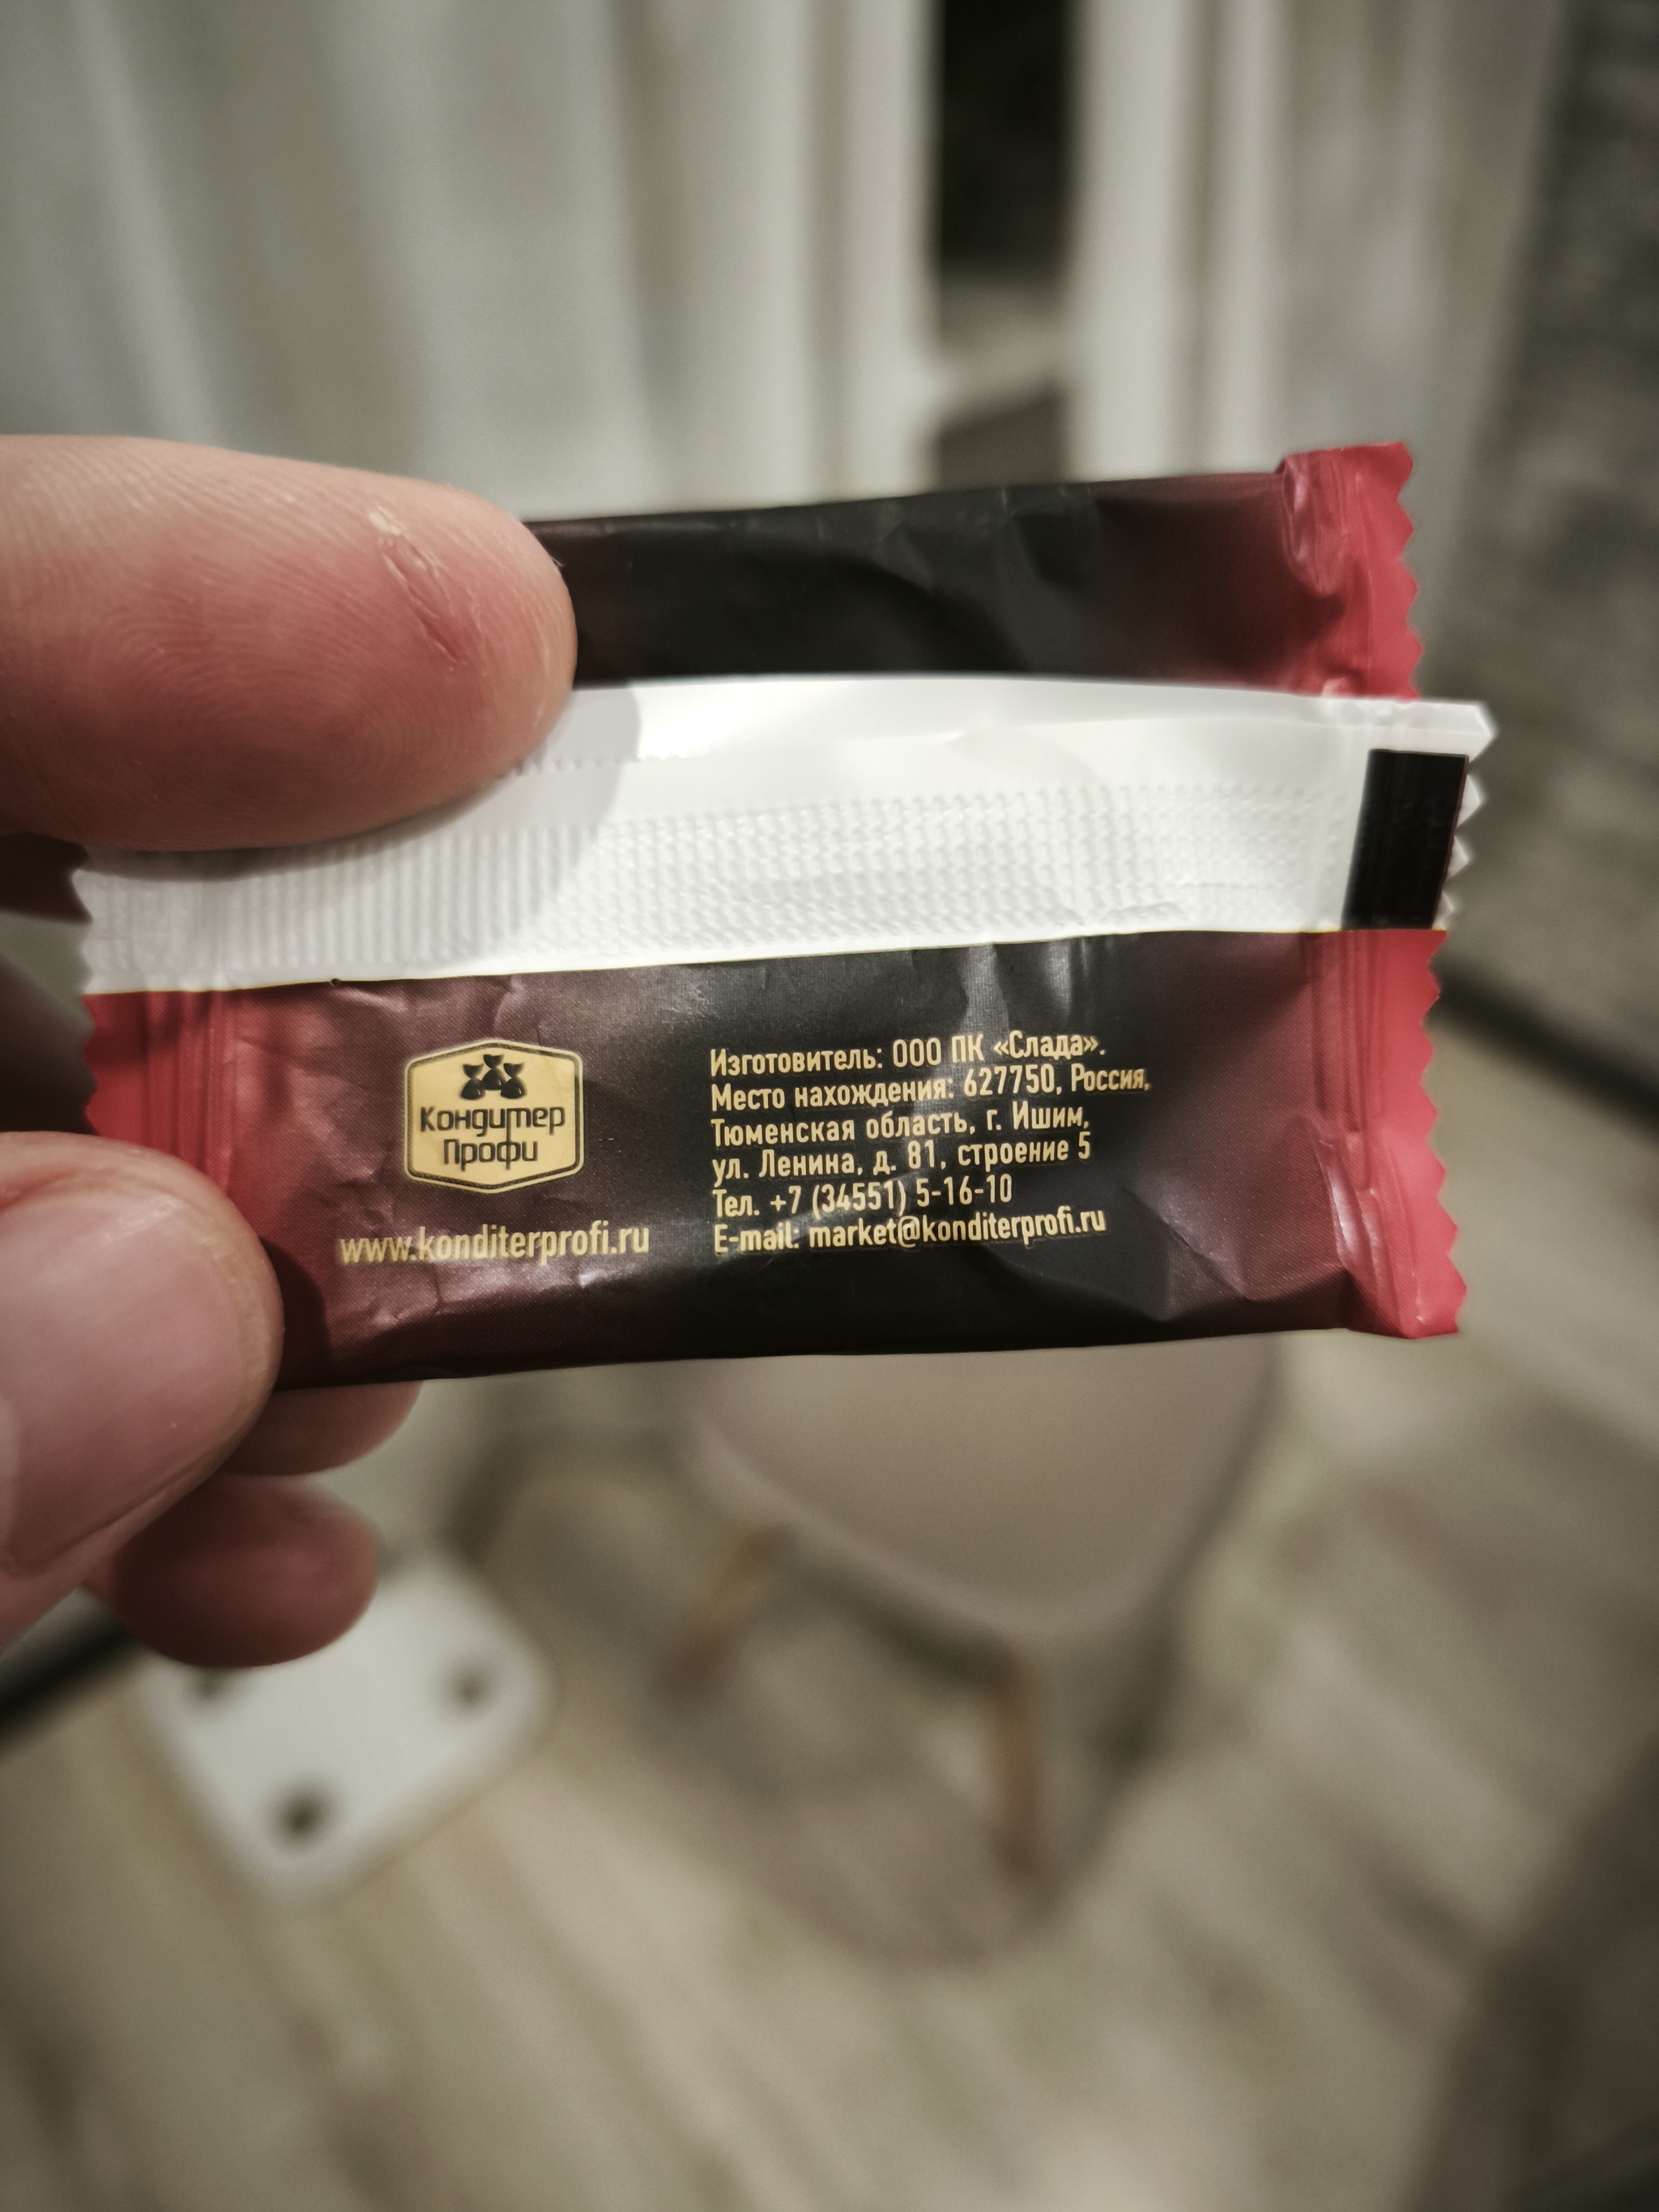 Кондитер
Профи
www.konditerprofi.ru
Изготовитель: ООО ПК «Слада».
Место нахождения: 627750, Россия,
Тюменская область, г. Ишим,
ул. Ленина, д. 81, строение 5
Тел. +7 (34551) 5-16-10
E-mail: market@konditerprofi.ru